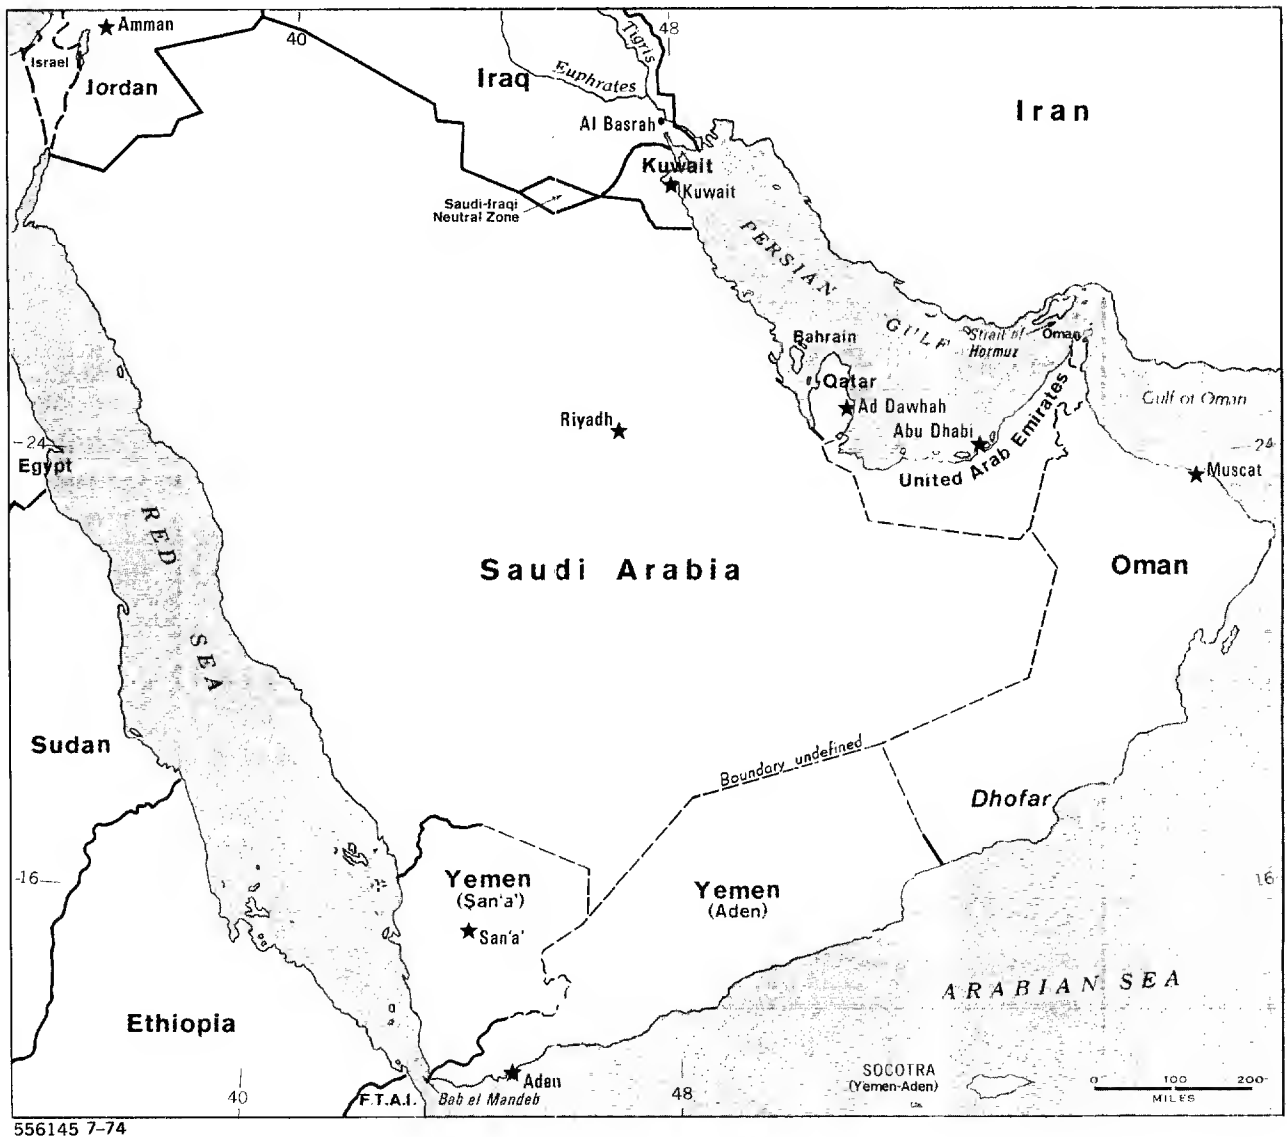 Amman
40
48
Israel
Tigris
Jordan
Iraq
Euphrates
Iran
Al Basrah
Kuwait
Kuwait
Saudi-Iraqi
Neutral Zone
PERSIAN
GULF
Strait of
Hormuz
Oman
Bahrain
Qatar
Ad Dawhah
Abu Dhabi
United Arab Emirates
Gulf of Oman
Riyadh
24
24
Egypt
Muscat
RED
SEA
Saudi Arabia
Oman
Sudan
Boundary undefined
Dhofar
16
16
Yemen
(Ṣan'a')
San'a'
Yemen
(Aden)
ARABIAN SEA
Ethiopia
SOCOTRA
(Yemen-Aden)
Aden
0 100 200
MILES
F.T.A.I.
Bab el Mandeb
40
48
556145 7-74